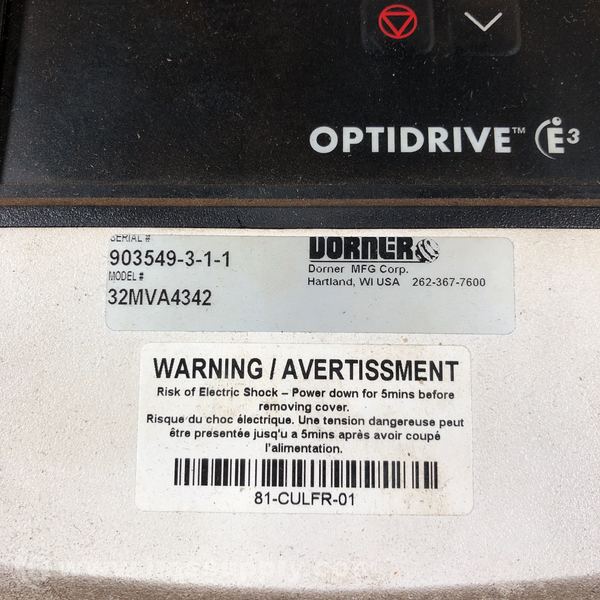 OPTIDRIVE™ E3
SERIAL #
903549-3-1-1
MODEL #
32MVA4342
DORNER
Dorner MFG Corp.
Hartland, WI USA 262-367-7600
WARNING / AVERTISSMENT
Risk of Electric Shock – Power down for 5mins before
removing cover.
Risque du choc électrique. Une tension dangereuse peut
être presentée jusqu'u a 5mins après avoir coupé
l'alimentation.
81-CULFR-01